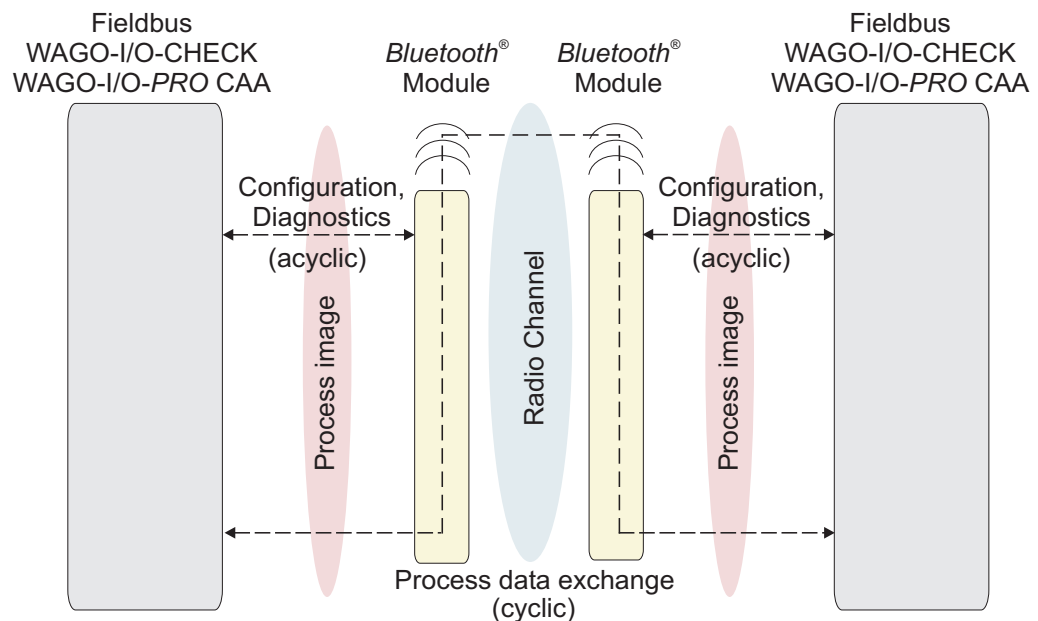 Fieldbus
WAGO-I/O-CHECK
WAGO-I/O-PRO CAA
Bluetooth®
Module
Bluetooth®
Module
Fieldbus
WAGO-I/O-CHECK
WAGO-I/O-PRO CAA
Configuration,
Diagnostics
(acyclic)
Process image
Radio Channel
Configuration,
Diagnostics
(acyclic)
Process image
Process data exchange
(cyclic)